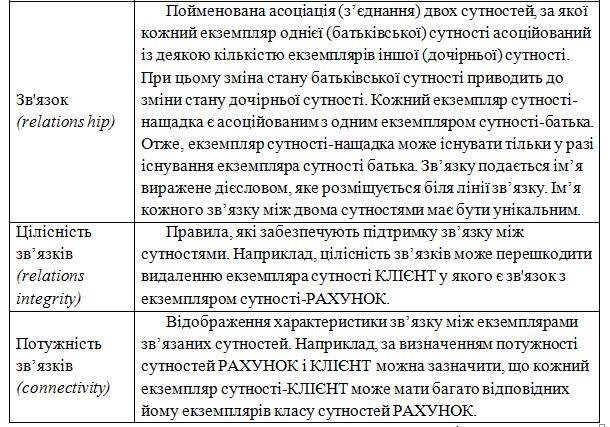 Зв'язок
(relations hip)
Пойменована асоціація (з’єднання) двох сутностей, за якої
кожний екземпляр однієї (батьківської) сутності асоційований
із деякою кількістю екземплярів іншої (дочірньої) сутності.
При цьому зміна стану батьківської сутності приводить до
зміни стану дочірньої сутності. Кожний екземпляр сутності-
нащадка є асоційованим з одним екземпляром сутності-батька.
Отже, екземпляр сутності-нащадка може існувати тільки у разі
існування екземпляра сутності батька. Зв’язку подається ім’я
виражене дієсловом, яке розміщується біля лінії зв’язку. Ім’я
кожного зв’язку між двома сутностями має бути унікальним.
Цілісність
зв’язків
(relations
integrity)
Правила, які забезпечують підтримку зв’язку між
сутностями. Наприклад, цілісність зв’язків може перешкодити
видаленню екземпляра сутності КЛІЄНТ у якого є зв'язок з
екземпляром сутності-РАХУНОК.
Потужність
зв’язків
(connectivity)
Відображення характеристики зв’язку між екземплярами
зв’язаних сутностей. Наприклад, за визначенням потужності
сутностей РАХУНОК і КЛІЄНТ можна зазначити, що кожний
екземпляр сутності-КЛІЄНТ може мати багато відповідних
йому екземплярів класу сутностей РАХУНОК.